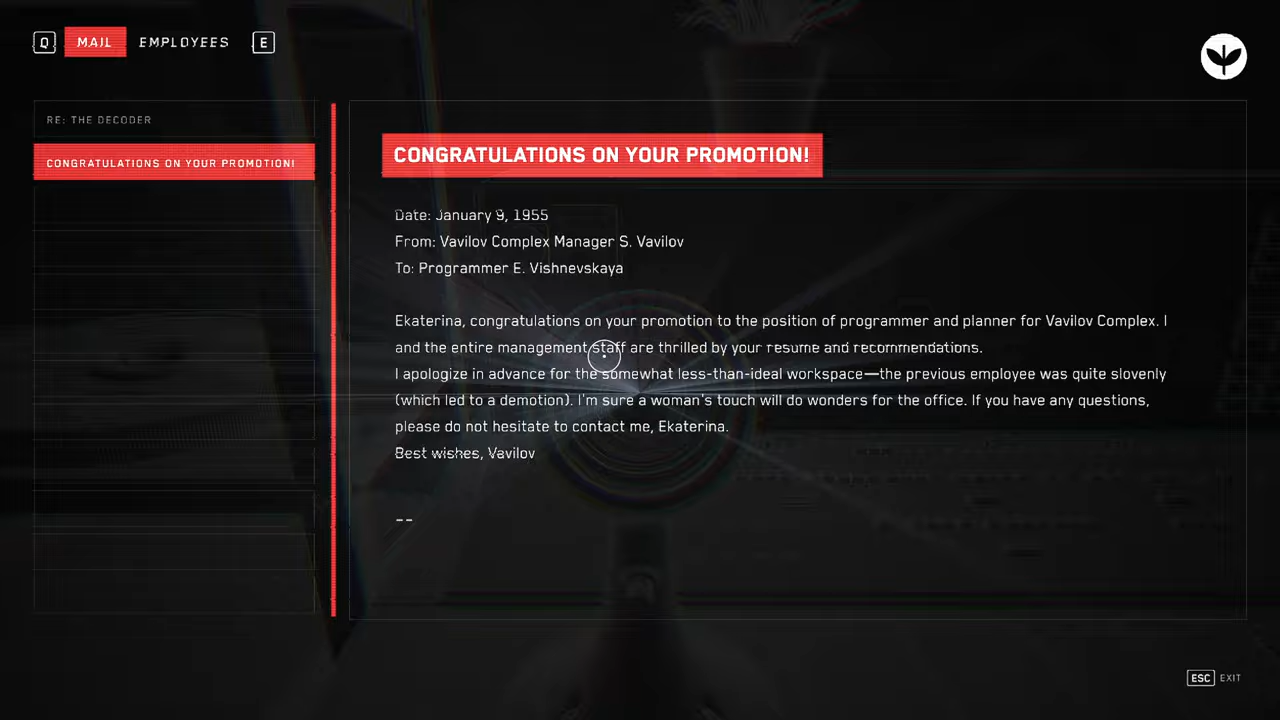 Q MAIL EMPLOYEES E
RE: THE DECODER
CONGRATULATIONS ON YOUR PROMOTION!
CONGRATULATIONS ON YOUR PROMOTION!
Date: January 9, 1955
From: Vavilov Complex Manager S. Vavilov
To: Programmer E. Vishnevskaya
Ekaterina, congratulations on your promotion to the position of programmer and planner for Vavilov Complex. I
and the entire management staff are thrilled by your resume and recommendations.
I apologize in advance for the somewhat less-than-ideal workspace—the previous employee was quite slovenly
(which led to a demotion). I'm sure a woman's touch will do wonders for the office. If you have any questions,
please do not hesitate to contact me, Ekaterina.
Best wishes, Vavilov
--
ESC EXIT